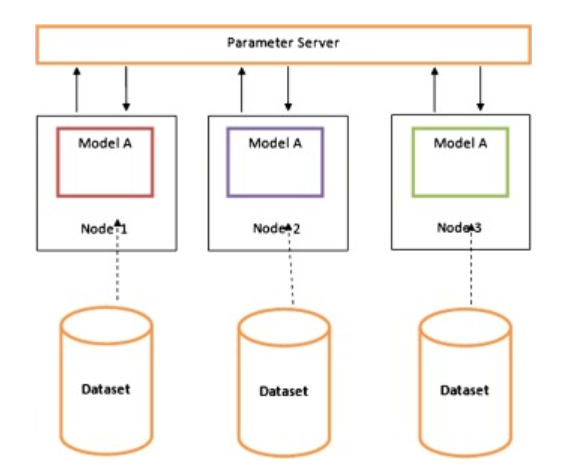 Parameter Server
Model A
Model A
Model A
Node 1
Node 2
Node 3
Dataset
Dataset
Dataset